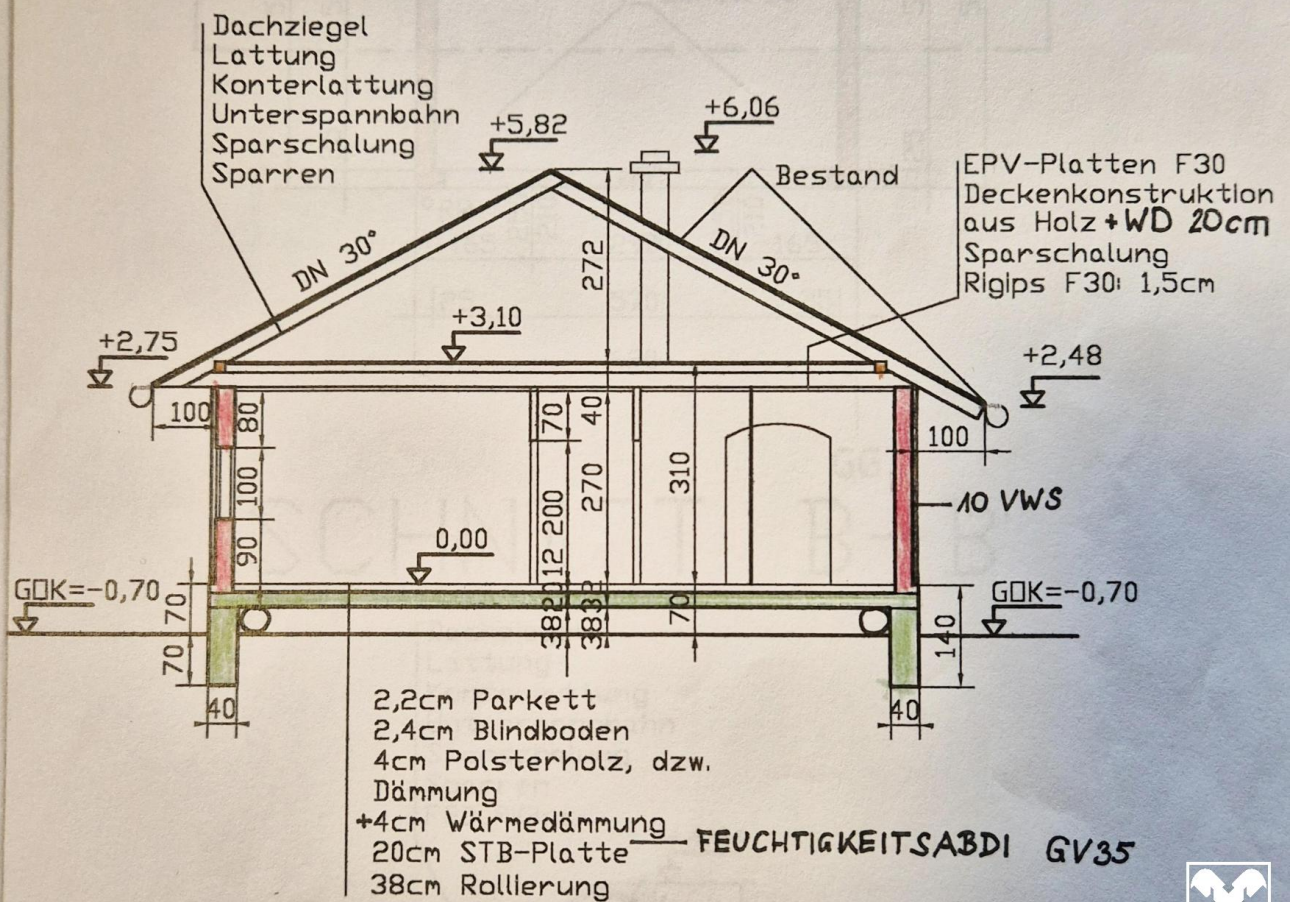 Dachziegel
Lattung
Konterlattung
Unterspannbahn
Sparschalung
Sparren
+5,82
+6,06
Bestand
EPV-Platten F30
Deckenkonstruktion
aus Holz + WD 20cm
Sparschalung
Rigips F30: 1,5cm
DN 30°
DN 30°
272
+2,75
+3,10
+2,48
100
80
70
40
100
100
200
270
310
10 VWS
90
12
0,00
GOK=-0,70
70
70
GOK=-0,70
70
38
38
140
40
40
2,2cm Parkett
2,4cm Blindboden
4cm Polsterholz, dzw.
Dämmung
+4cm Wärmedämmung
20cm STB-Platte
FEUCHTIGKEITSABDI GV35
38cm Rollierung